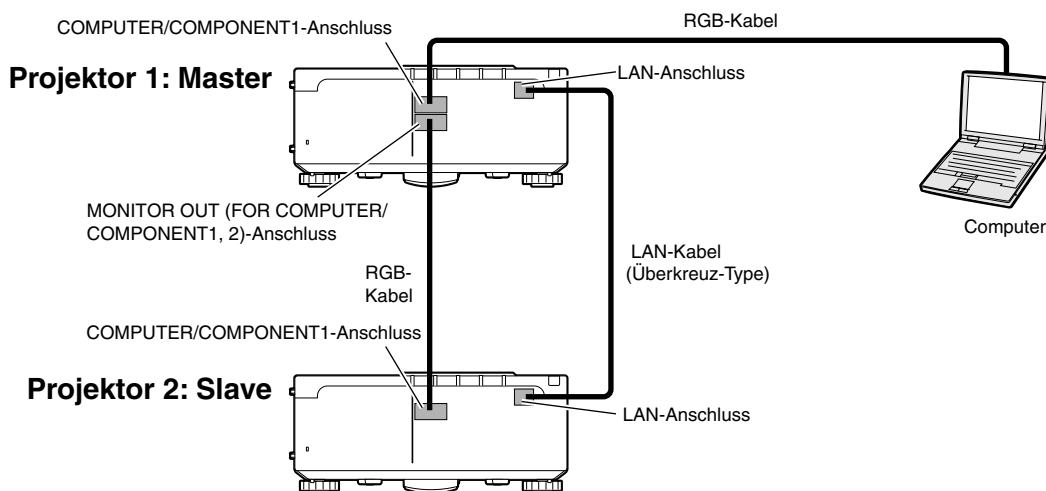 RGB-Kabel
COMPUTER/COMPONENT1-Anschluss
LAN-Anschluss
Projektor 1: Master
MONITOR OUT (FOR COMPUTER/
COMPONENT1, 2)-Anschluss
Computer
LAN-Kabel
(Überkreuz-Type)
RGB-
Kabel
COMPUTER/COMPONENT1-Anschluss
Projektor 2: Slave
LAN-Anschluss